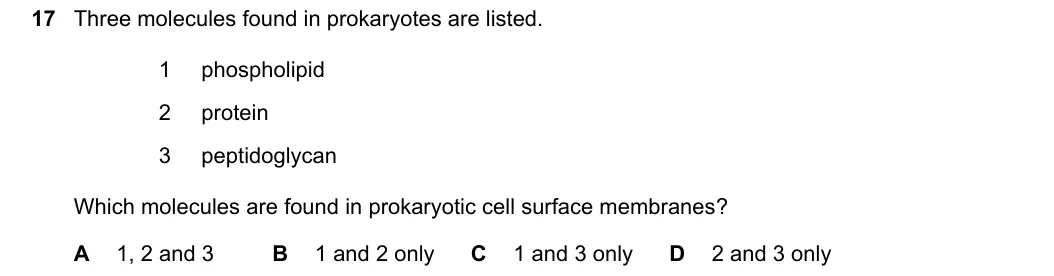 17 Three molecules found in prokaryotes are listed.
1 phospholipid
2 protein
3 peptidoglycan
Which molecules are found in prokaryotic cell surface membranes?
A 1, 2 and 3 B 1 and 2 only C 1 and 3 only D 2 and 3 only